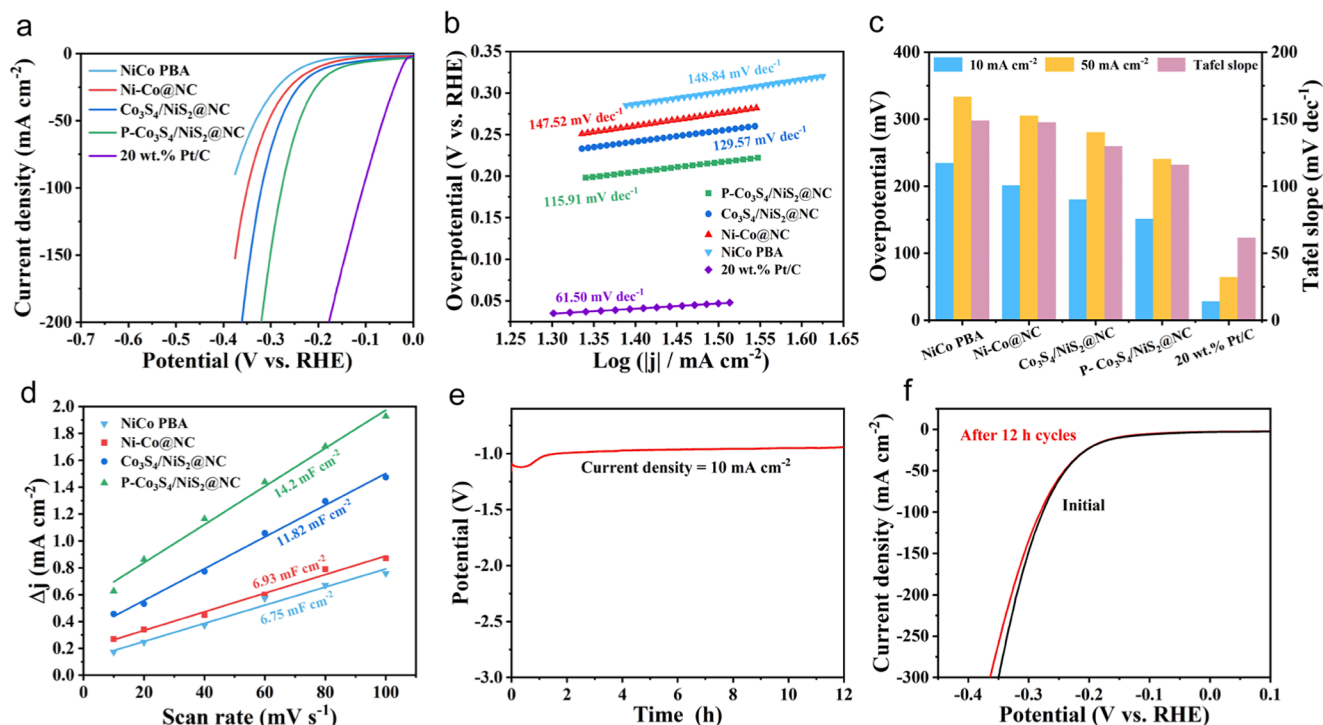 a
Current density (mA cm⁻²)
0
-50
-100
-150
-200
NiCo PBA
Ni-Co@NC
Co₃S₄/NiS₂@NC
P-Co₃S₄/NiS₂@NC
20 wt.% Pt/C
-0.7 -0.6 -0.5 -0.4 -0.3 -0.2 -0.1 0.0
Potential (V vs. RHE)
b
Overpotential (V vs. RHE)
0.35
0.30
0.25
0.20
0.15
0.10
0.05
148.84 mV dec⁻¹
147.52 mV dec⁻¹
129.57 mV dec⁻¹
115.91 mV dec⁻¹
P-Co₃S₄/NiS₂@NC
Co₃S₄/NiS₂@NC
Ni-Co@NC
NiCo PBA
20 wt.% Pt/C
61.50 mV dec⁻¹
1.25 1.30 1.35 1.40 1.45 1.50 1.55 1.60 1.65
Log (|j| / mA cm⁻²)
c
Overpotential (mV)
400
300
200
100
0
10 mA cm⁻² 50 mA cm⁻² Tafel slope
200
150
100
50
0
Tafel slope (mV dec⁻¹)
NiCo PBA
Ni-Co@NC
Co₃S₄/NiS₂@NC
P- Co₃S₄/NiS₂@NC
20 wt.% Pt/C
d
Δj (mA cm⁻²)
2.0
1.8
1.6
1.4
1.2
1.0
0.8
0.6
0.4
0.2
0.0
NiCo PBA
Ni-Co@NC
Co₃S₄/NiS₂@NC
P-Co₃S₄/NiS₂@NC
14.2 mF cm⁻²
11.82 mF cm⁻²
6.93 mF cm⁻²
6.75 mF cm⁻²
20 40 60 80 100
Scan rate (mV s⁻¹)
e
Potential (V)
-0.5
-1.0
-1.5
-2.0
-2.5
-3.0
Current density = 10 mA cm⁻²
0 2 4 6 8 10 12
Time (h)
f
Current density (mA cm⁻²)
0
-50
-100
-150
-200
-250
-300
After 12 h cycles
Initial
-0.4 -0.3 -0.2 -0.1 0.0 0.1
Potential (V vs. RHE)